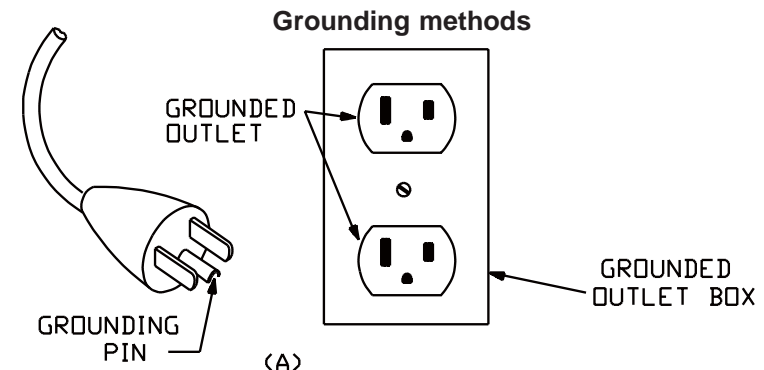 Grounding methods
GROUNDED
OUTLET
GROUNDED
OUTLET BOX
GROUNDING
PIN
(A)